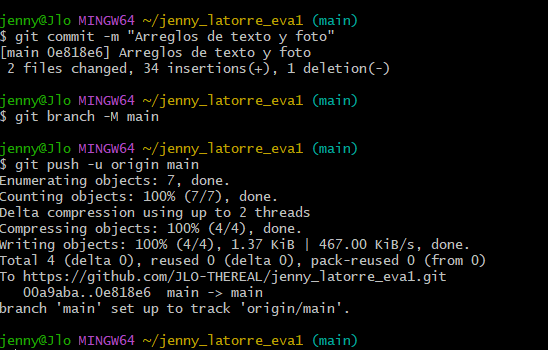 jenny@Jlo MINGW64 ~/jenny_latorre_eva1 (main)
$ git commit -m "Arreglos de texto y foto"
[main 0e818e6] Arreglos de texto y foto
 2 files changed, 34 insertions(+), 1 deletion(-)
jenny@Jlo MINGW64 ~/jenny_latorre_eva1 (main)
$ git branch -M main
jenny@Jlo MINGW64 ~/jenny_latorre_eva1 (main)
$ git push -u origin main
Enumerating objects: 7, done.
Counting objects: 100% (7/7), done.
Delta compression using up to 2 threads
Compressing objects: 100% (4/4), done.
Writing objects: 100% (4/4), 1.37 KiB | 467.00 KiB/s, done.
Total 4 (delta 0), reused 0 (delta 0), pack-reused 0 (from 0)
To https://github.com/JLO-THEREAL/jenny_latorre_eva1.git
   00a9aba..0e818e6  main -> main
branch 'main' set up to track 'origin/main'.
jenny@Jlo MINGW64 ~/jenny_latorre_eva1 (main)